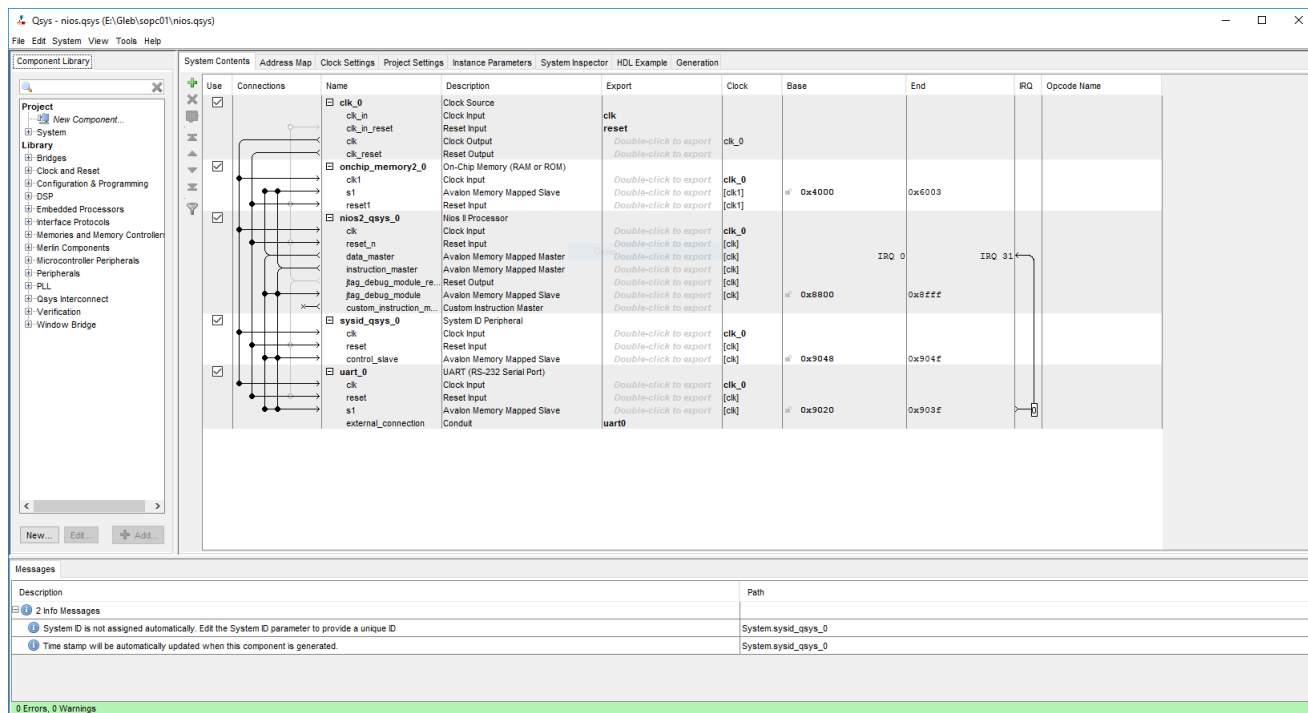 Qsys - nios.qsys (E:\Gleb\sopc01\nios.qsys)
File Edit System View Tools Help
Component Library
Project
New Component...
System
Library
Bridges
Clock and Reset
Configuration & Programming
DSP
Embedded Processors
Interface Protocols
Memories and Memory Controllers
Merlin Components
Microcontroller Peripherals
Peripherals
PLL
Qsys Interconnect
Verification
Window Bridge
New... Edit... Add...
System Contents Address Map Clock Settings Project Settings Instance Parameters System Inspector HDL Example Generation
Use Connections Name Description Export Clock Base End IRQ Opcode Name
clk_0 Clock Source
clk_in Clock Input clk
clk_in_reset Reset Input reset
clk Clock Output Double-click to export clk_0
clk_reset Reset Output Double-click to export
onchip_memory2_0 On-Chip Memory (RAM or ROM)
clk1 Clock Input Double-click to export clk_0
s1 Avalon Memory Mapped Slave Double-click to export [clk1] 0x4000 0x6003
reset1 Reset Input Double-click to export [clk1]
nios2_qsys_0 Nios II Processor
clk Clock Input Double-click to export clk_0
reset_n Reset Input Double-click to export [clk]
data_master Avalon Memory Mapped Master Double-click to export [clk] IRQ 0 IRQ 31
instruction_master Avalon Memory Mapped Master Double-click to export [clk]
jtag_debug_module_re... Reset Output Double-click to export [clk]
jtag_debug_module Avalon Memory Mapped Slave Double-click to export [clk] 0x8800 0x8fff
custom_instruction_m... Custom Instruction Master Double-click to export
sysid_qsys_0 System ID Peripheral
clk Clock Input Double-click to export clk_0
reset Reset Input Double-click to export [clk]
control_slave Avalon Memory Mapped Slave Double-click to export [clk] 0x9048 0x904f
uart_0 UART (RS-232 Serial Port)
clk Clock Input Double-click to export clk_0
reset Reset Input Double-click to export [clk]
s1 Avalon Memory Mapped Slave Double-click to export [clk] 0x9020 0x903f 0
external_connection Conduit uart0
Messages
Description Path
2 Info Messages
System ID is not assigned automatically. Edit the System ID parameter to provide a unique ID System.sysid_qsys_0
Time stamp will be automatically updated when this component is generated. System.sysid_qsys_0
0 Errors, 0 Warnings